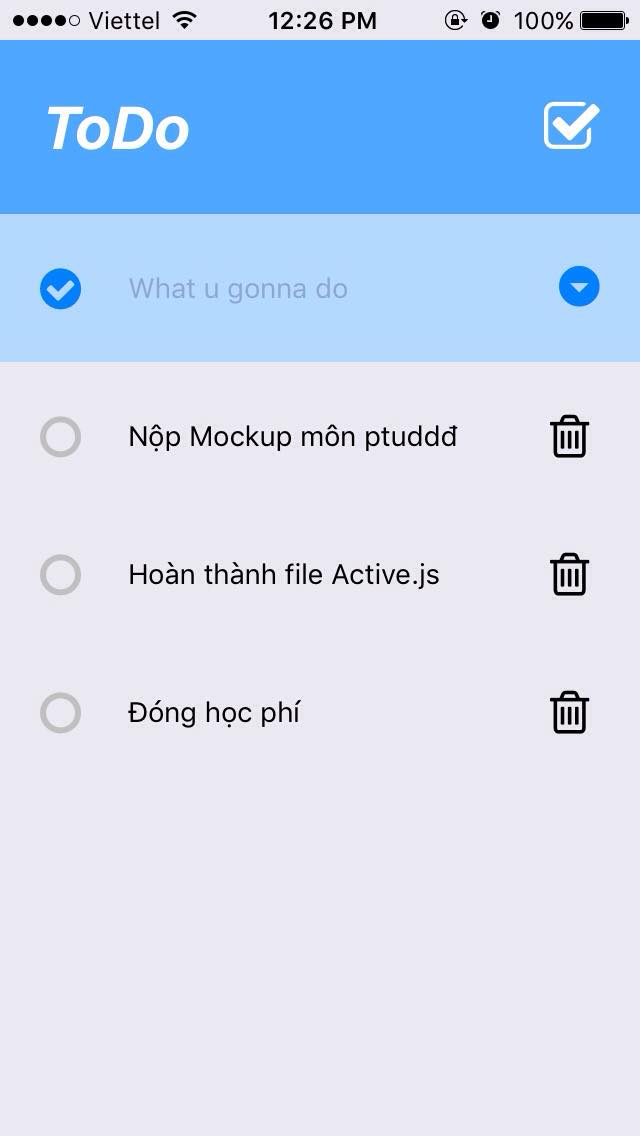 Viettel 12:26 PM 100%
ToDo
What u gonna do
Nộp Mockup môn ptuddđ
Hoàn thành file Active.js
Đóng học phí